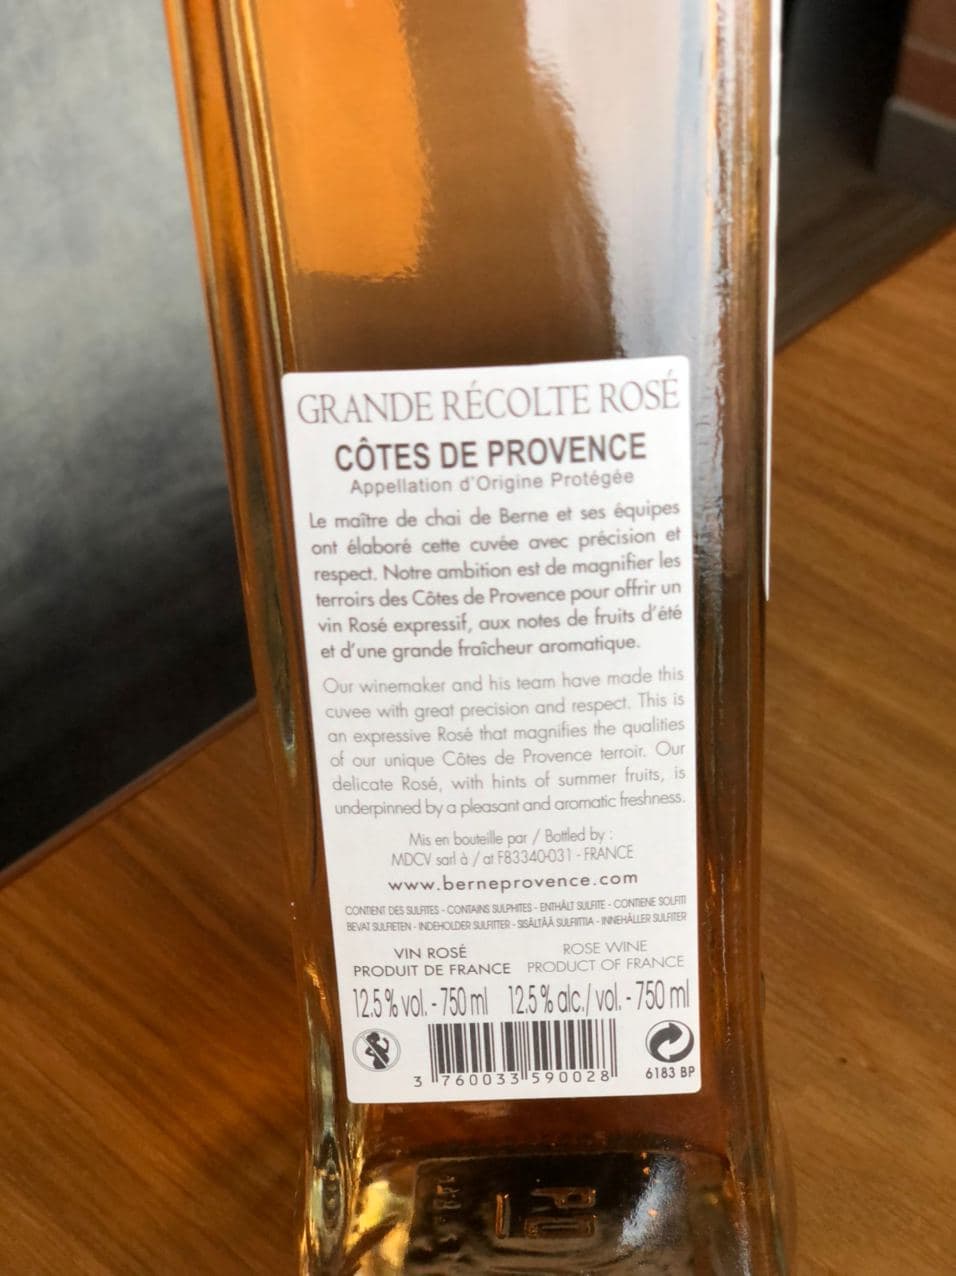 GRANDE RÉCOLTE ROSÉ
CÔTES DE PROVENCE
Appellation d'Origine Protégée
Le maître de chai de Berne et ses équipes
ont élaboré cette cuvée avec précision et
respect. Notre ambition est de magnifier les
terroirs des Côtes de Provence pour offrir un
vin Rosé expressif, aux notes de fruits d'été
et d'une grande fraîcheur aromatique.
Our winemaker and his team have made this
cuvee with great precision and respect. This is
an expressive Rosé that magnifies the qualities
of our unique Côtes de Provence terroir. Our
delicate Rosé, with hints of summer fruits, is
underpinned by a pleasant and aromatic freshness.
Mis en bouteille par / Bottled by :
MDCV sarl à / at F83340-031 - FRANCE
www.berneprovence.com
CONTIENT DES SULFITES - CONTAINS SULPHITES - ENTHÄLT SULFITE - CONTIENE SOLFITI
BEVAT SULFIETEN - INDEHOLDER SULFITTER - SISÄLTÄÄ SULFIITTIA - INNEHÅLLER SULFITER
VIN ROSÉ ROSE WINE
PRODUIT DE FRANCE PRODUCT OF FRANCE
12.5 % vol. - 750 ml 12.5 % alc./ vol. - 750 ml
3 760033 590028 6183 BP